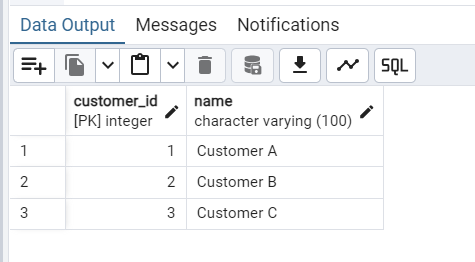 Data Output Messages Notifications
SQL
customer_id name
[PK] integer character varying (100)
1 1 Customer A
2 2 Customer B
3 3 Customer C